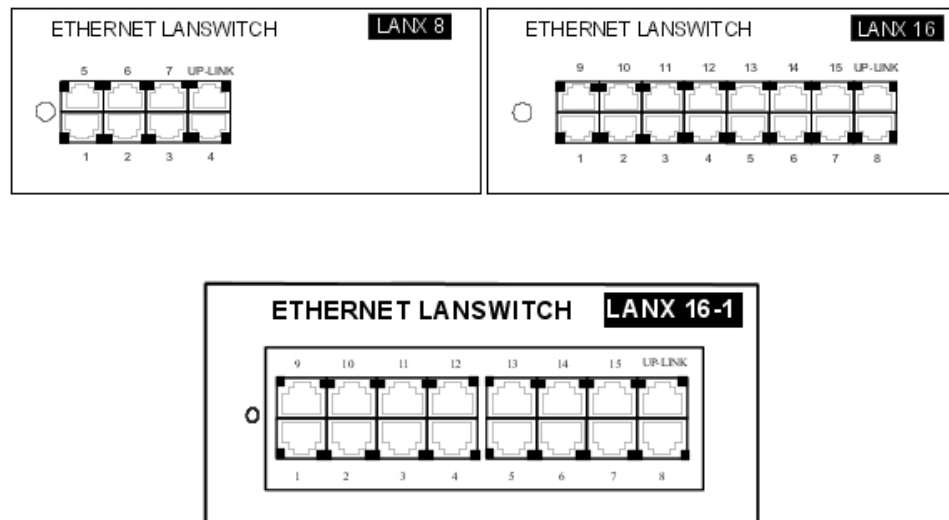 ETHERNET LANSWITCH LANX 8
5 6 7 UP-LINK
1 2 3 4
ETHERNET LANSWITCH LANX 16
9 10 11 12 13 14 15 UP-LINK
1 2 3 4 5 6 7 8
ETHERNET LANSWITCH LANX 16-1
9 10 11 12 13 14 15 UP-LINK
1 2 3 4 5 6 7 8